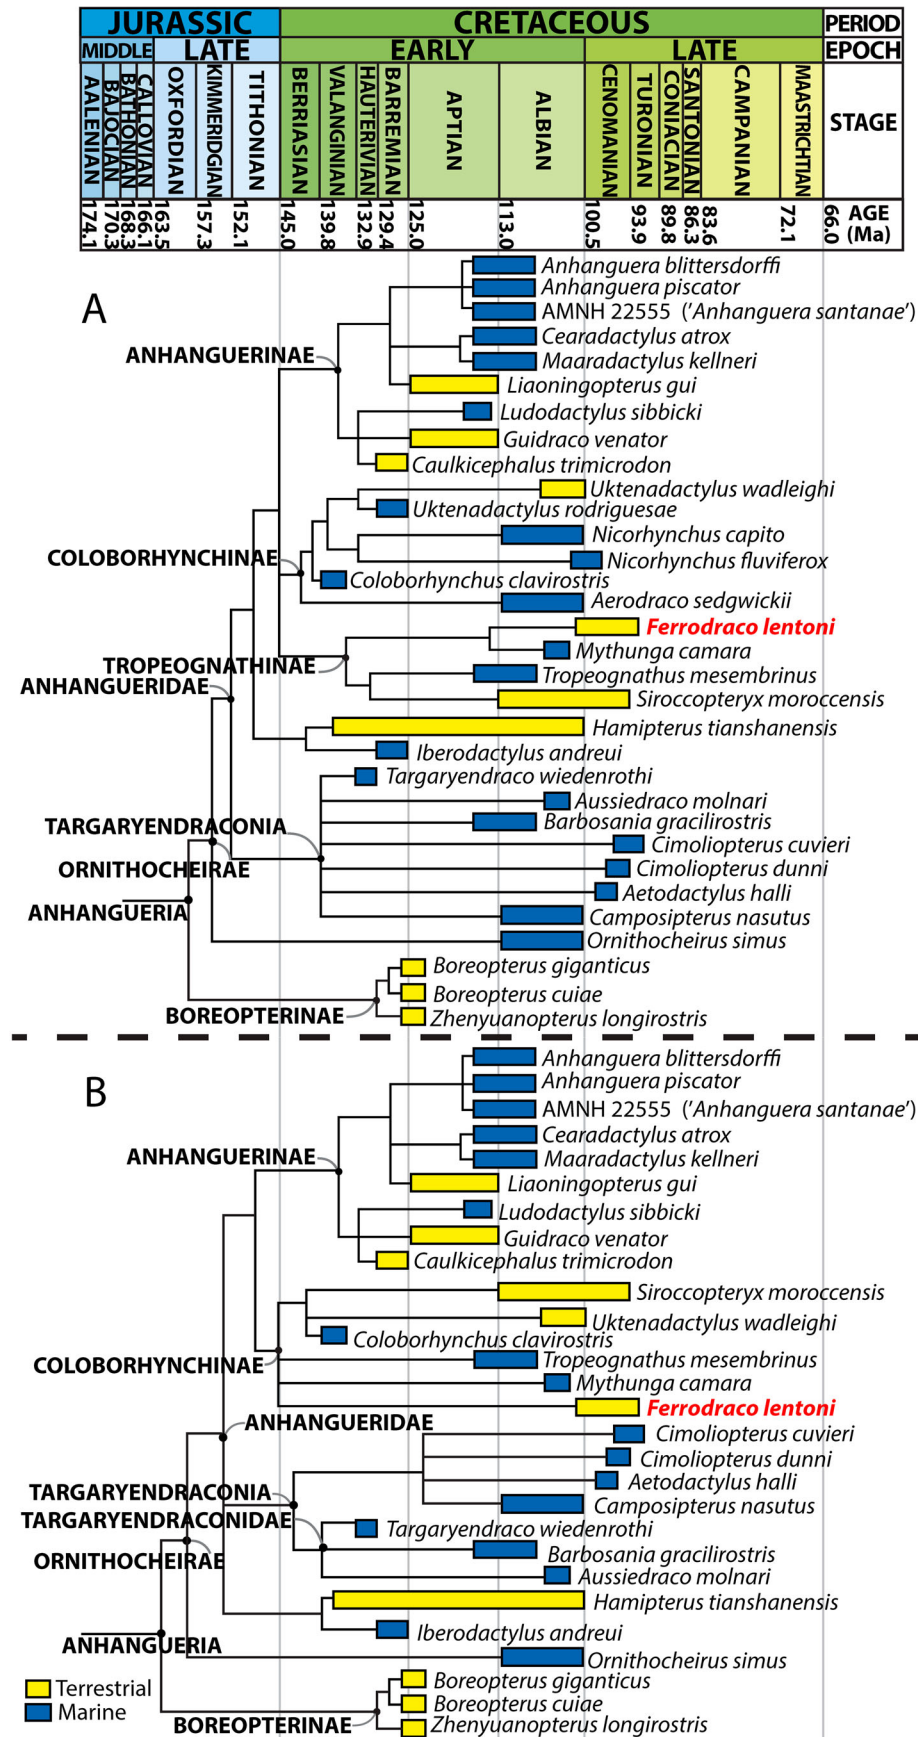 JURASSIC CRETACEOUS PERIOD
MIDDLE LATE EARLY LATE EPOCH
AALENIAN BAJOCIAN BATHONIAN CALLOVIAN OXFORDIAN KIMMERIDGIAN TITHONIAN BERRIASIAN VALANGINIAN HAUTERIVIAN BARREMIAN APTIAN ALBIAN CENOMANIAN TURONIAN CONIACIAN SANTONIAN CAMPANIAN MAASTRICHTIAN STAGE
174.1 170.3 168.3 166.1 163.5 157.3 152.1 145.0 139.8 132.9 129.4 125.0 113.0 100.5 93.9 89.8 86.3 83.6 72.1 66.0 AGE
(Ma)
A
Anhanguera blittersdorffi
Anhanguera piscator
AMNH 22555 ('Anhanguera santanae')
Cearadactylus atrox
ANHANGUERINAE
Maaradactylus kellneri
Liaoningopterus gui
Ludodactylus sibbicki
Guidraco venator
Caulkicephalus trimicrodon
Uktenadactylus wadleighi
Uktenadactylus rodriguesae
Nicorhynchus capito
COLOBORHYNCHINAE
Nicorhynchus fluviferox
Coloborhynchus clavirostris
Aerodraco sedgwickii
Ferrodraco lentoni
Mythunga camara
TROPEOGNATHINAE
Tropeognathus mesembrinus
ANHANGUERIDAE
Siroccopteryx moroccensis
Hamipterus tianshanensis
Iberodactylus andreui
Targaryendraco wiedenrothi
Aussiedraco molnari
Barbosania gracilirostris
TARGARYENDRACONIA
Cimoliopterus cuvieri
ORNITHOCHEIRAE
Cimoliopterus dunni
Aetodactylus halli
ANHANGUERIA
Camposipterus nasutus
Ornithocheirus simus
Boreopterus giganticus
Boreopterus cuiae
BOREOPTERINAE
Zhenyuanopterus longirostris
B
Anhanguera blittersdorffi
Anhanguera piscator
AMNH 22555 ('Anhanguera santanae')
Cearadactylus atrox
ANHANGUERINAE
Maaradactylus kellneri
Liaoningopterus gui
Ludodactylus sibbicki
Guidraco venator
Caulkicephalus trimicrodon
Siroccopteryx moroccensis
Uktenadactylus wadleighi
Coloborhynchus clavirostris
COLOBORHYNCHINAE
Tropeognathus mesembrinus
Mythunga camara
Ferrodraco lentoni
ANHANGUERIDAE
Cimoliopterus cuvieri
Cimoliopterus dunni
Aetodactylus halli
TARGARYENDRACONIA
Camposipterus nasutus
TARGARYENDRACONIDAE
Targaryendraco wiedenrothi
Barbosania gracilirostris
ORNITHOCHEIRAE
Aussiedraco molnari
Hamipterus tianshanensis
Iberodactylus andreui
ANHANGUERIA
Ornithocheirus simus
Boreopterus giganticus
Terrestrial
Boreopterus cuiae
Marine
BOREOPTERINAE
Zhenyuanopterus longirostris